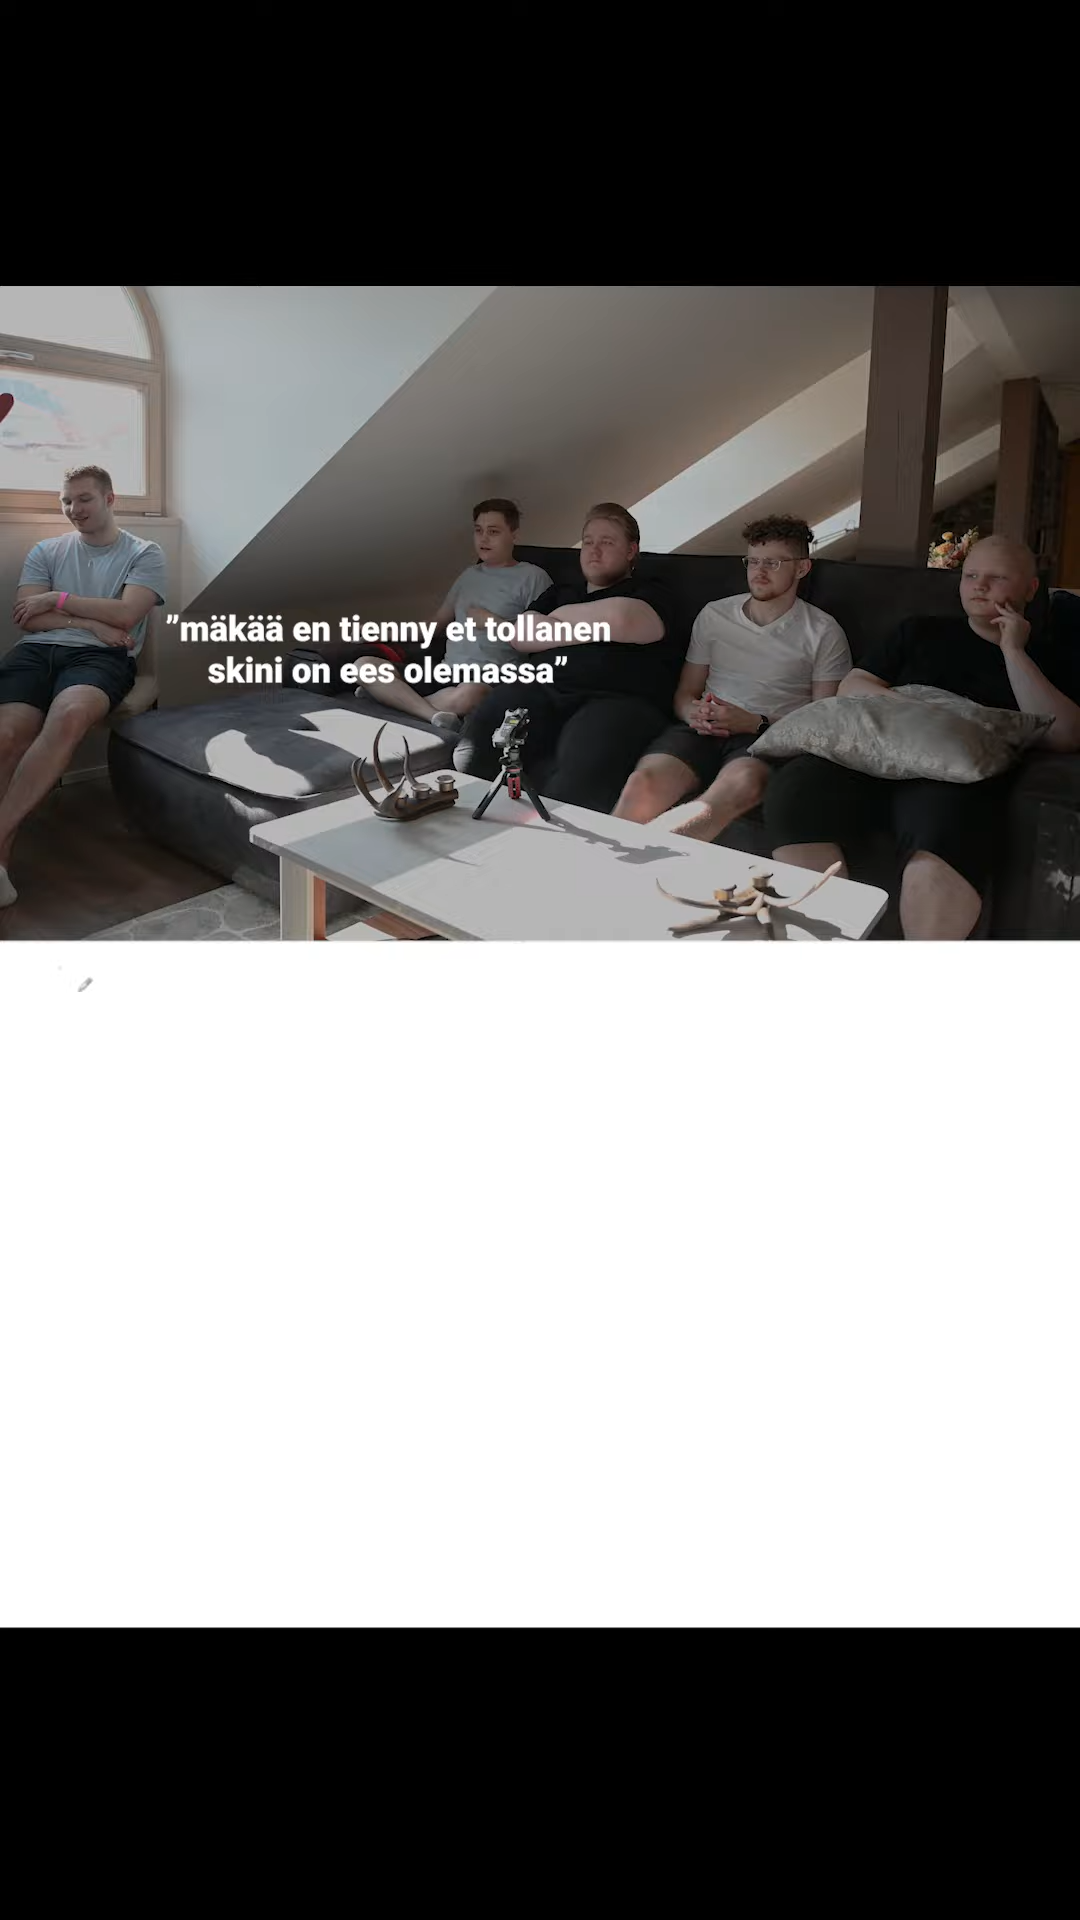 ”mäkää en tienny et tollanen
skini on ees olemassa”